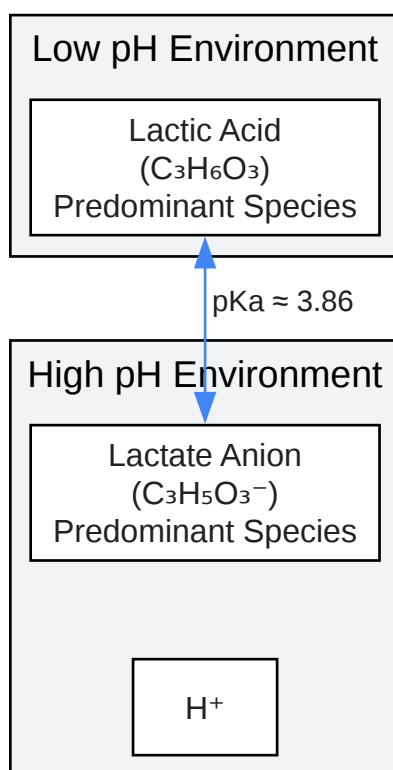 Low pH Environment
Lactic Acid
(C₃H₆O₃)
Predominant Species
pKa ≈ 3.86
High pH Environment
Lactate Anion
(C₃H₅O₃⁻)
Predominant Species
H⁺